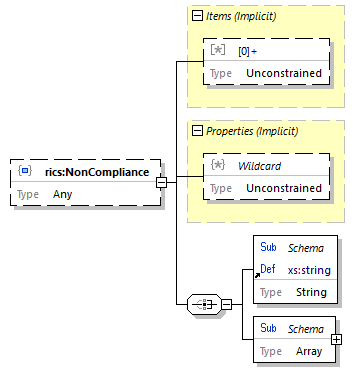 Items (Implicit)
[*] [0]+
Type Unconstrained
Properties (Implicit)
{*} Wildcard
Type Unconstrained
rics:NonCompliance
Type Any
Sub Schema
Def xs:string
Type String
Sub Schema
Type Array